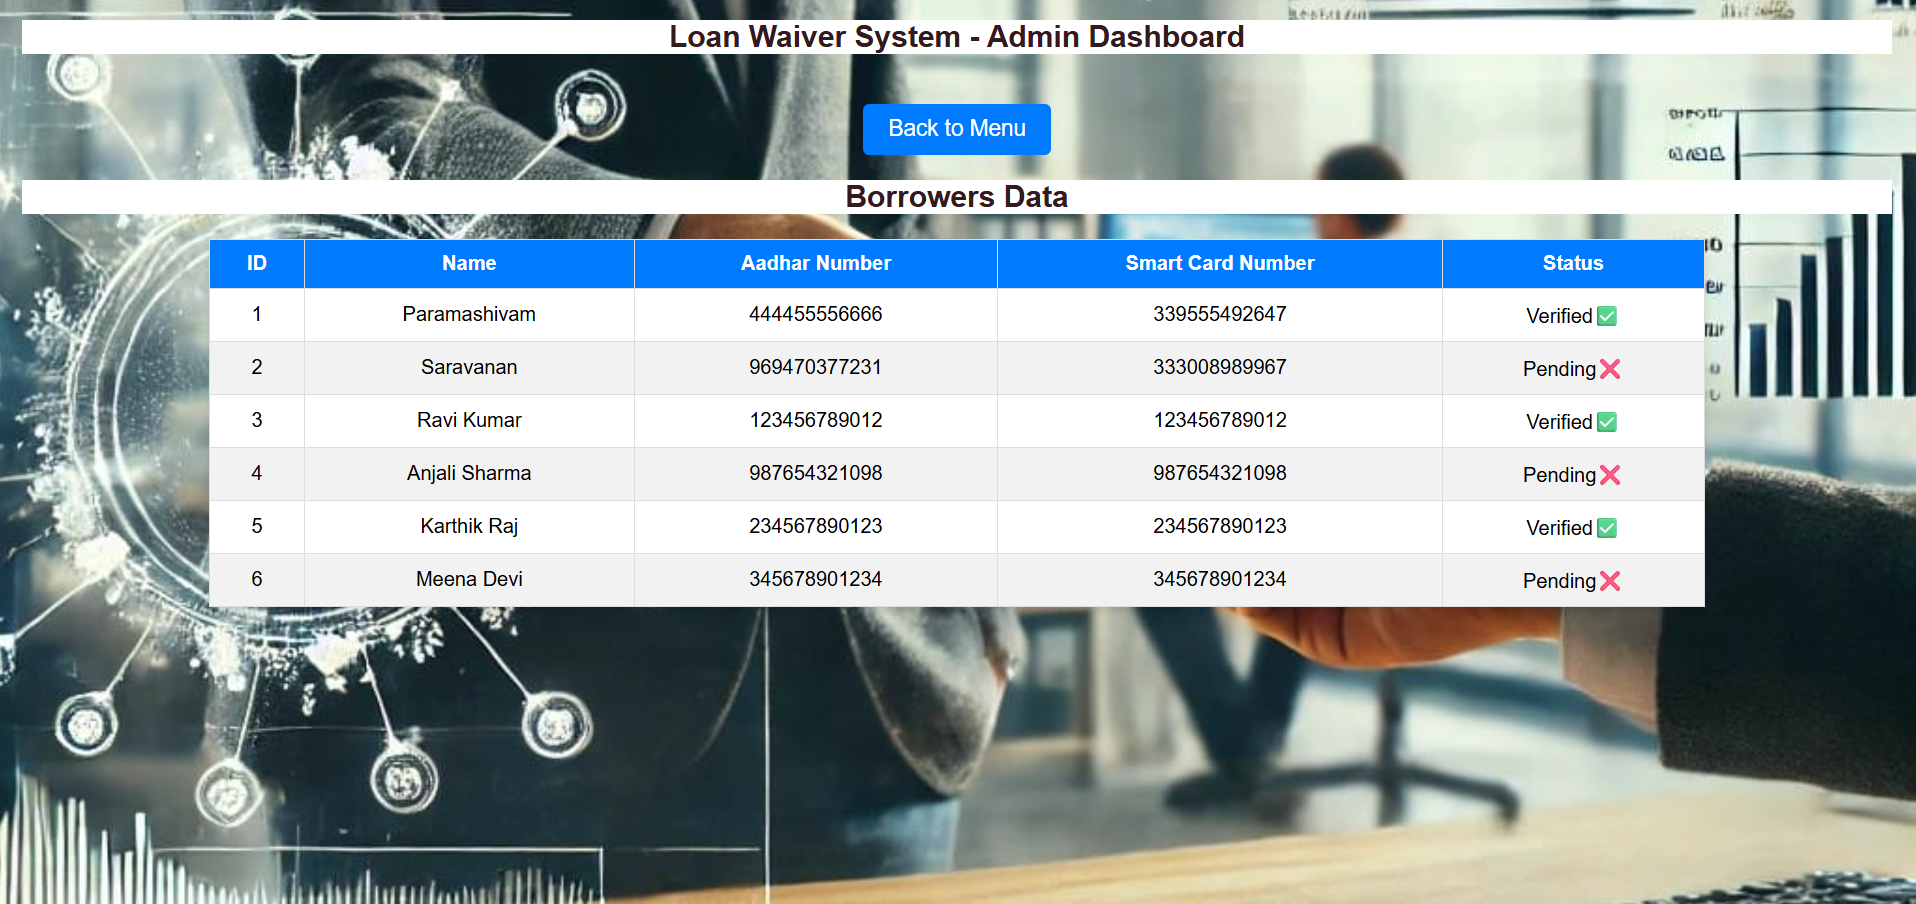 Loan Waiver System - Admin Dashboard
Back to Menu
Borrowers Data
ID Name Aadhar Number Smart Card Number Status
1 Paramashivam 444455556666 339555492647 Verified ✅
2 Saravanan 969470377231 333008989967 Pending ❌
3 Ravi Kumar 123456789012 123456789012 Verified ✅
4 Anjali Sharma 987654321098 987654321098 Pending ❌
5 Karthik Raj 234567890123 234567890123 Verified ✅
6 Meena Devi 345678901234 345678901234 Pending ❌